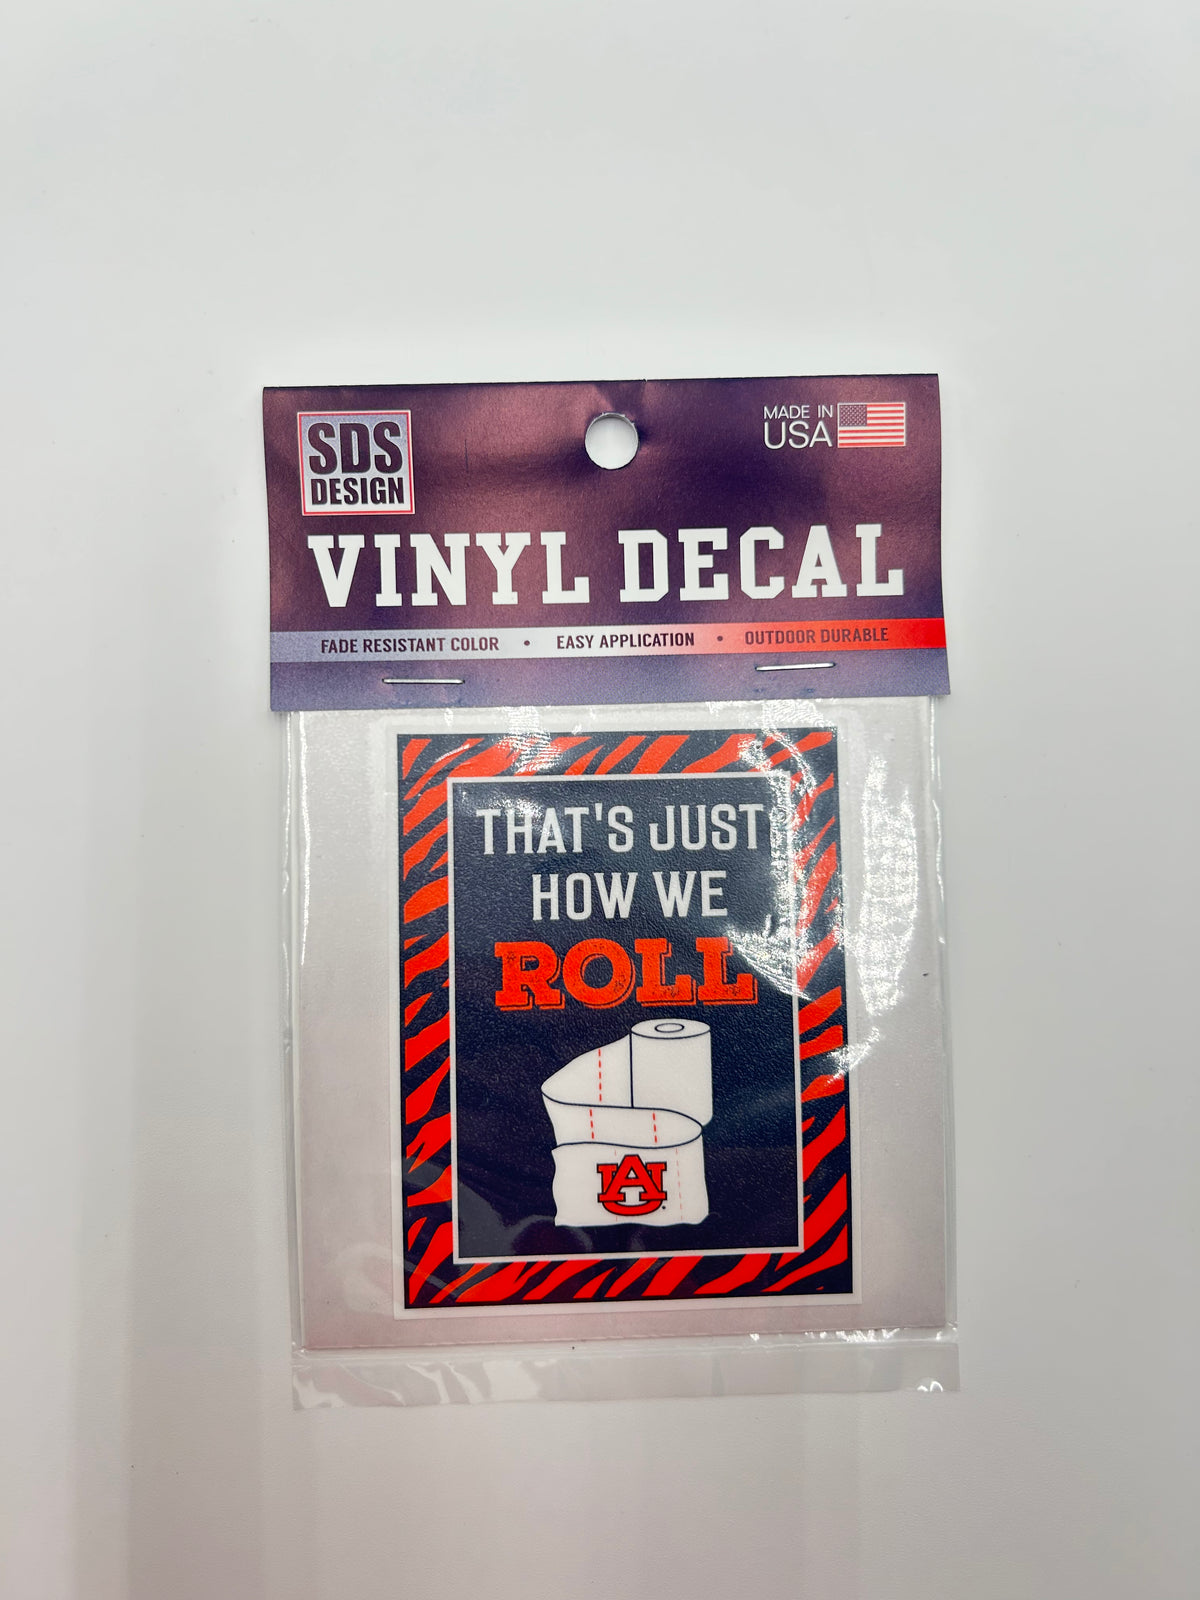 SDS
DESIGN
MADE IN
USA
VINYL DECAL
FADE RESISTANT COLOR • EASY APPLICATION • OUTDOOR DURABLE
THAT'S JUST
HOW WE
ROLL
AU